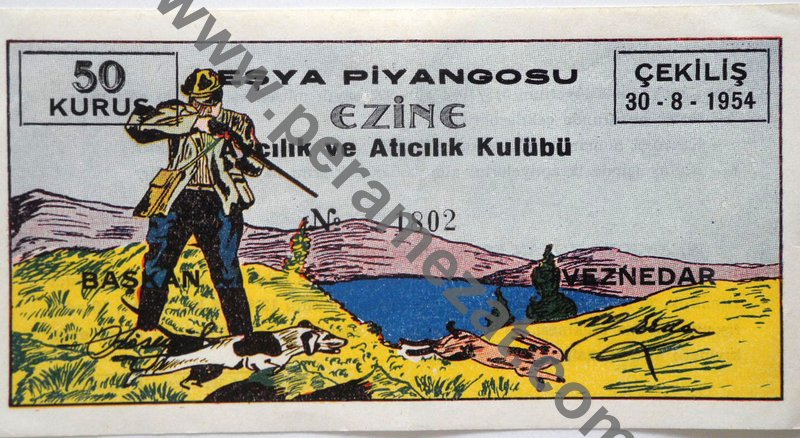 50
KURUŞ
EŞYA PİYANGOSU
EZİNE
Avcılık ve Atıcılık Kulübü
ÇEKİLİŞ
30 - 8 - 1954
№ 1802
BAŞKAN
VEZNEDAR
www.peramezat.com